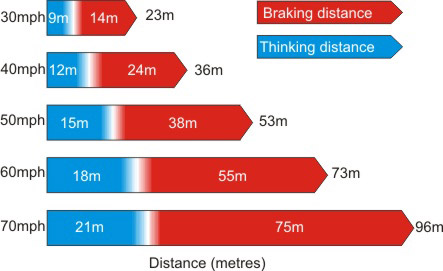 30mph 9m 14m 23m
Braking distance
Thinking distance
40mph 12m 24m 36m
50mph 15m 38m 53m
60mph 18m 55m 73m
70mph 21m 75m 96m
Distance (metres)